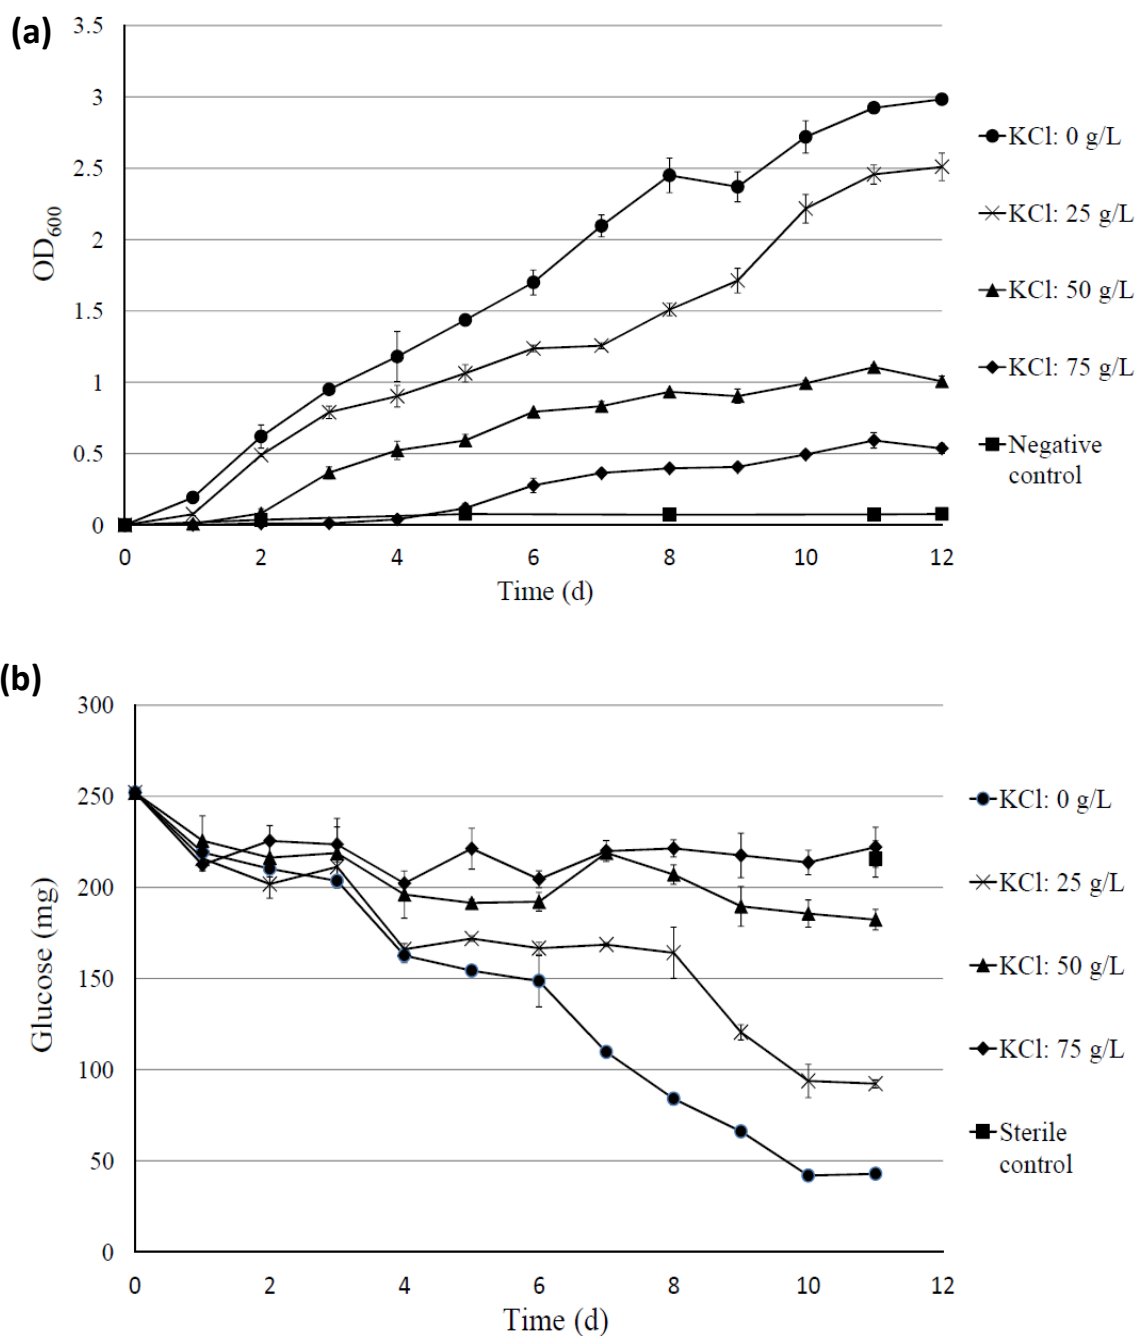 (a)
3.5
3
2.5
2
1.5
1
0.5
0
OD600
0 2 4 6 8 10 12
Time (d)
KCl: 0 g/L
KCl: 25 g/L
KCl: 50 g/L
KCl: 75 g/L
Negative
control
(b)
300
250
200
150
100
50
0
Glucose (mg)
0 2 4 6 8 10 12
Time (d)
KCl: 0 g/L
KCl: 25 g/L
KCl: 50 g/L
KCl: 75 g/L
Sterile
control